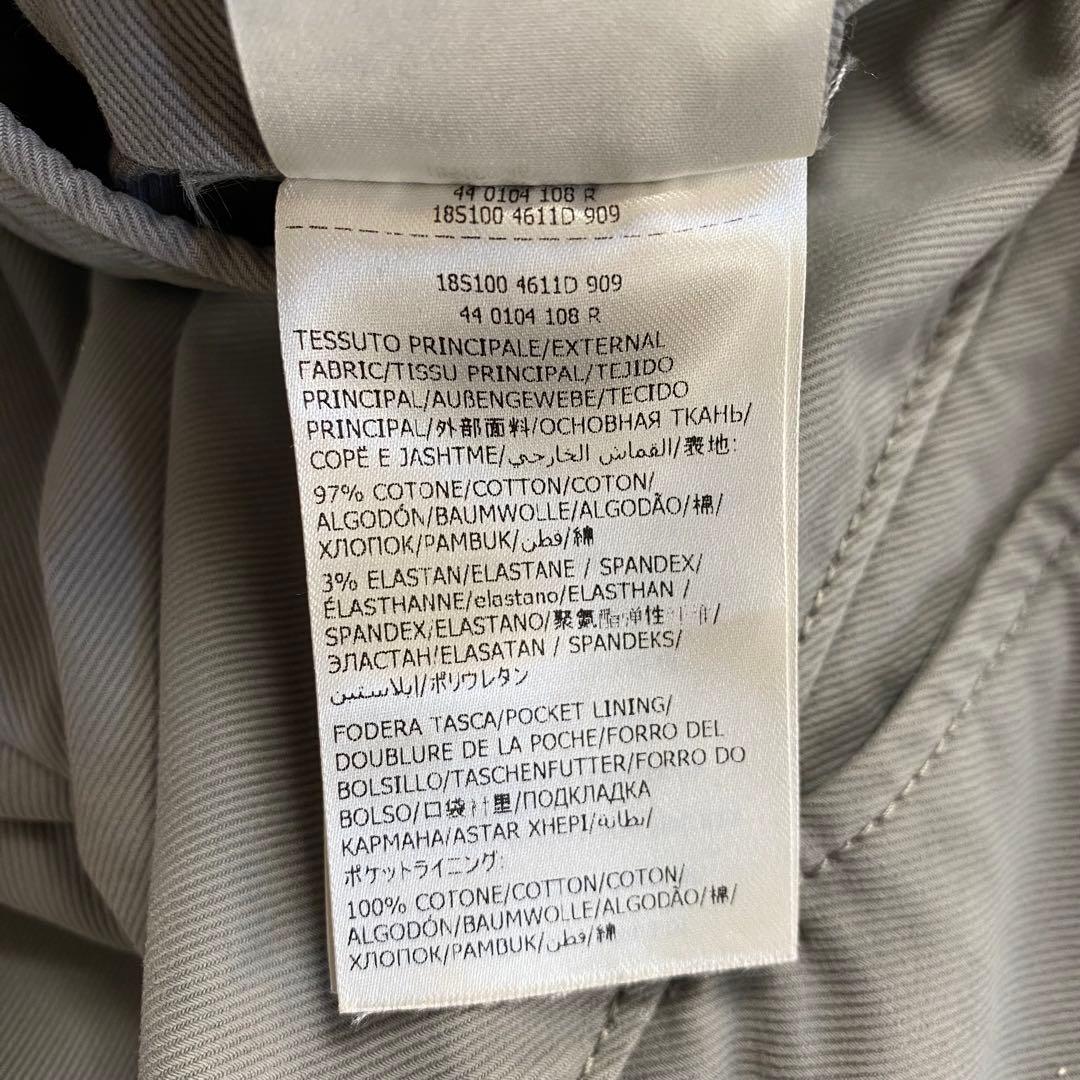 44 0104 108 R
18S100 4611D 909
18S100 4611D 909
44 0104 108 R
TESSUTO PRINCIPALE/EXTERNAL
FABRIC/TISSU PRINCIPAL/TEJIDO
PRINCIPAL/AUßENGEWEBE/TECIDO
PRINCIPAL/外部面料/ОСНОВНАЯ ТКАНЬ/
COPË E JASHTME/القماش الخارجي/表地:
97% COTONE/COTTON/COTON/
ALGODÓN/BAUMWOLLE/ALGODÃO/棉/
ХЛОПОК/PAMBUK/قطن/綿
3% ELASTAN/ELASTANE / SPANDEX/
ÉLASTHANNE/elastano/ELASTHAN /
SPANDEX/ELASTANO/聚氨酯弹性
ЭЛАСТАН/ELASATAN / SPANDEKS/
إيلاستين/ポリウレタン
FODERA TASCA/POCKET LINING/
DOUBLURE DE LA POCHE/FORRO DEL
BOLSILLO/TASCHENFUTTER/FORRO DO
BOLSO/口袋/ПОДКЛАДКА
КАРМАНА/ASTAR XHEPI/بطانة/
ポケットライニング:
100% COTONE/COTTON/COTON/
ALGODÓN/BAUMWOLLE/ALGODÃO/棉/
ХЛОПОК/PAMBUK/قطن/綿